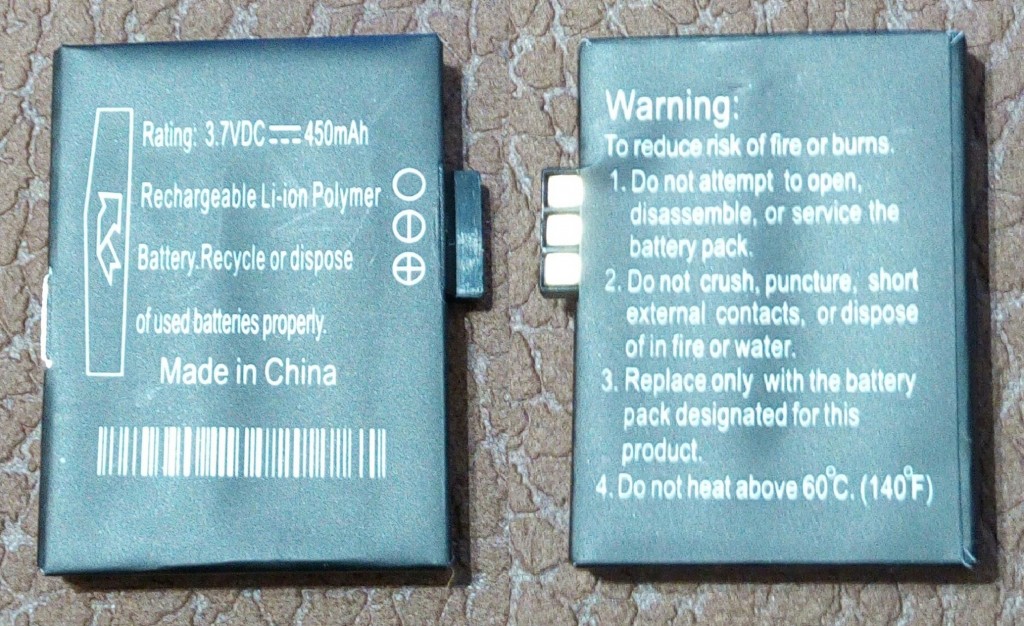 Rating: 3.7VDC 450mAh
Rechargeable Li-ion Polymer
Battery.Recycle or dispose
of used batteries properly.
Made in China
Warning:
To reduce risk of fire or burns.
1. Do not attempt to open,
disassemble, or service the
battery pack.
2. Do not crush, puncture, short
external contacts, or dispose
of in fire or water.
3. Replace only with the battery
pack designated for this
product.
4. Do not heat above 60°C. (140°F)